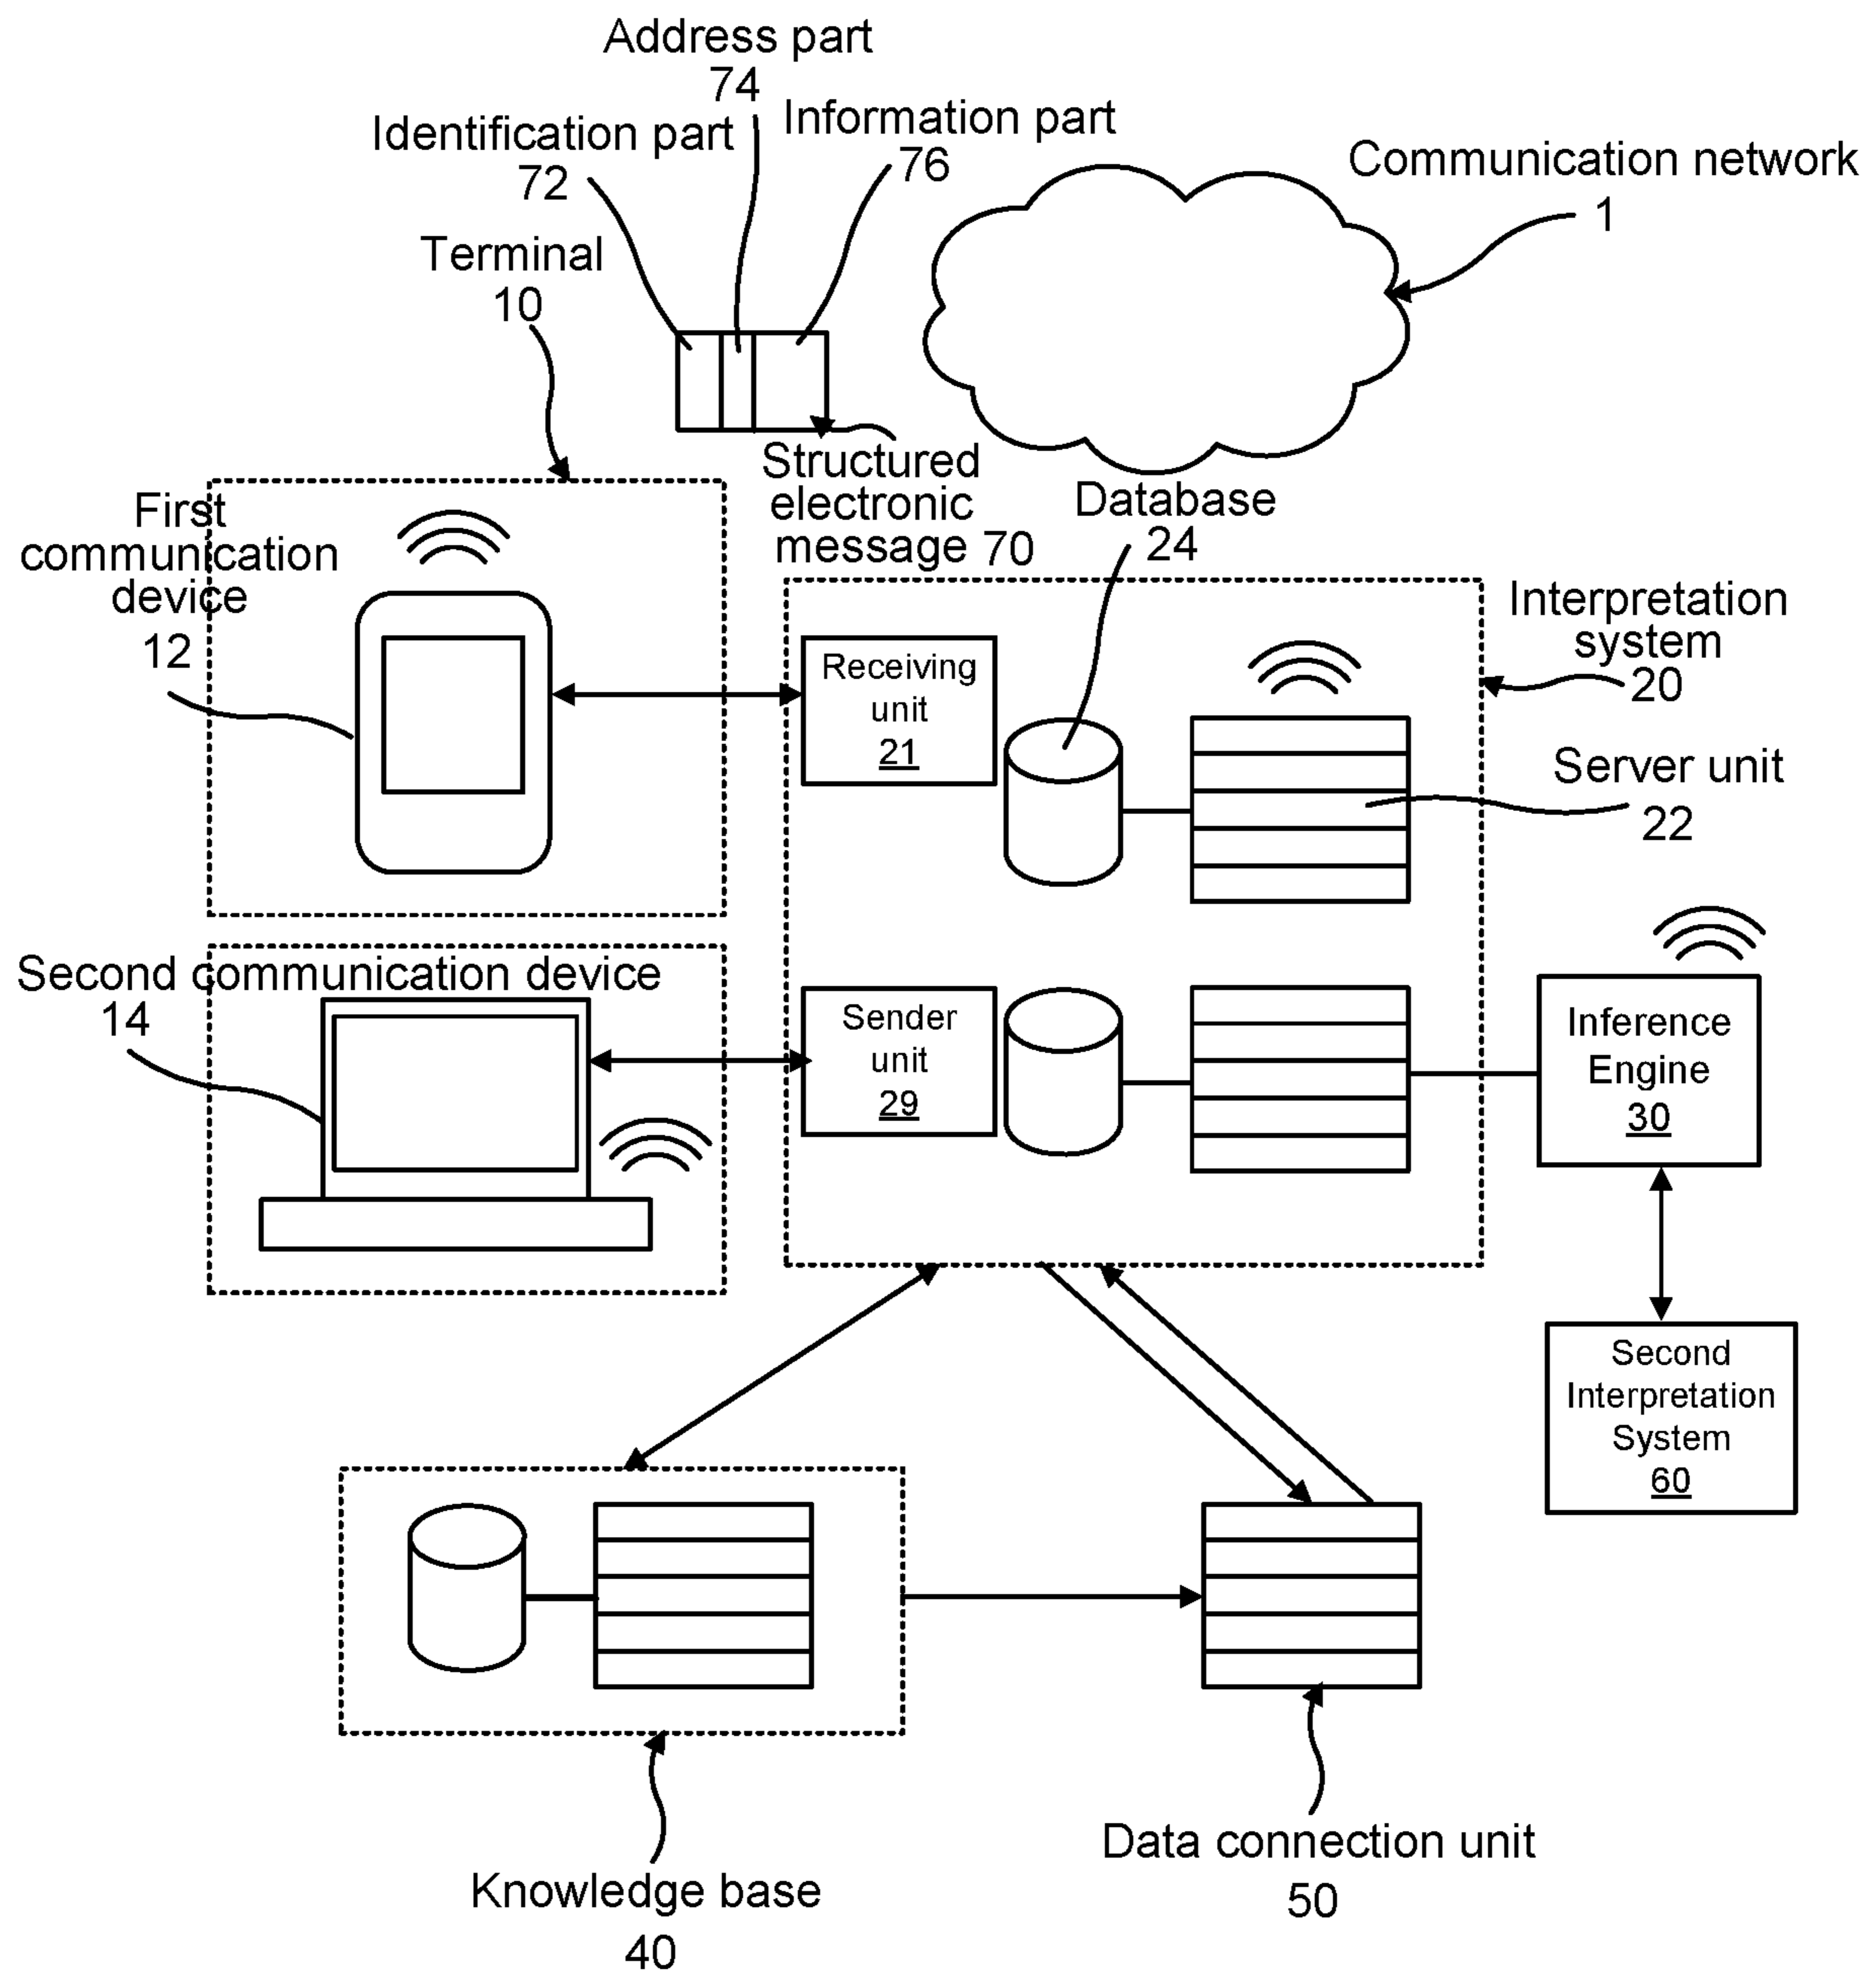 Address part
74
Identification part
72
Information part
76
Communication network
1
Terminal
10
Structured
electronic
message 70
First
communication
device
12
Database
24
Interpretation
system
20
Receiving
unit
21
Server unit
22
Second communication device
14
Sender
unit
29
Inference
Engine
30
Second
Interpretation
System
60
Data connection unit
50
Knowledge base
40